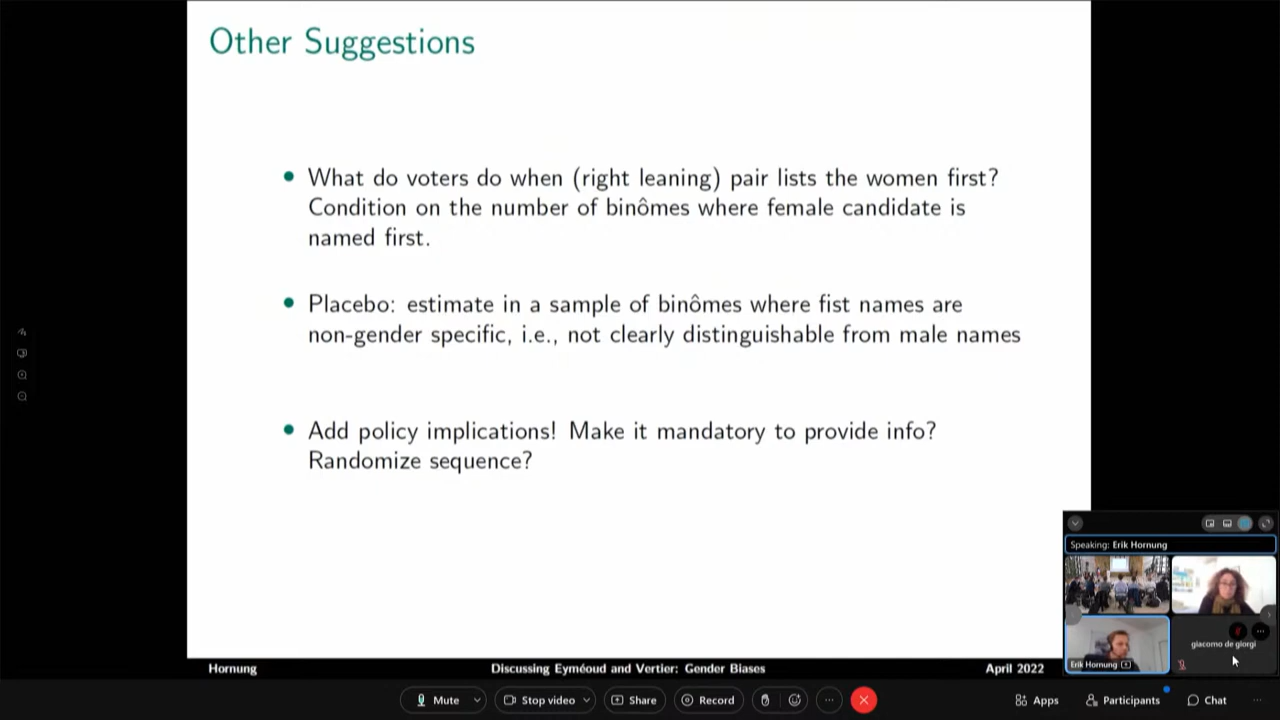 Other Suggestions
What do voters do when (right leaning) pair lists the women first?
Condition on the number of binômes where female candidate is
named first.
Placebo: estimate in a sample of binômes where fist names are
non-gender specific, i.e., not clearly distinguishable from male names
Add policy implications! Make it mandatory to provide info?
Randomize sequence?
Hornung
Discussing Eyméoud and Vertier: Gender Biases
April 2022
Speaking: Erik Hornung
Erik Hornung
giacomo de giorgi
Mute
Stop video
Share
Record
Apps
Participants
Chat